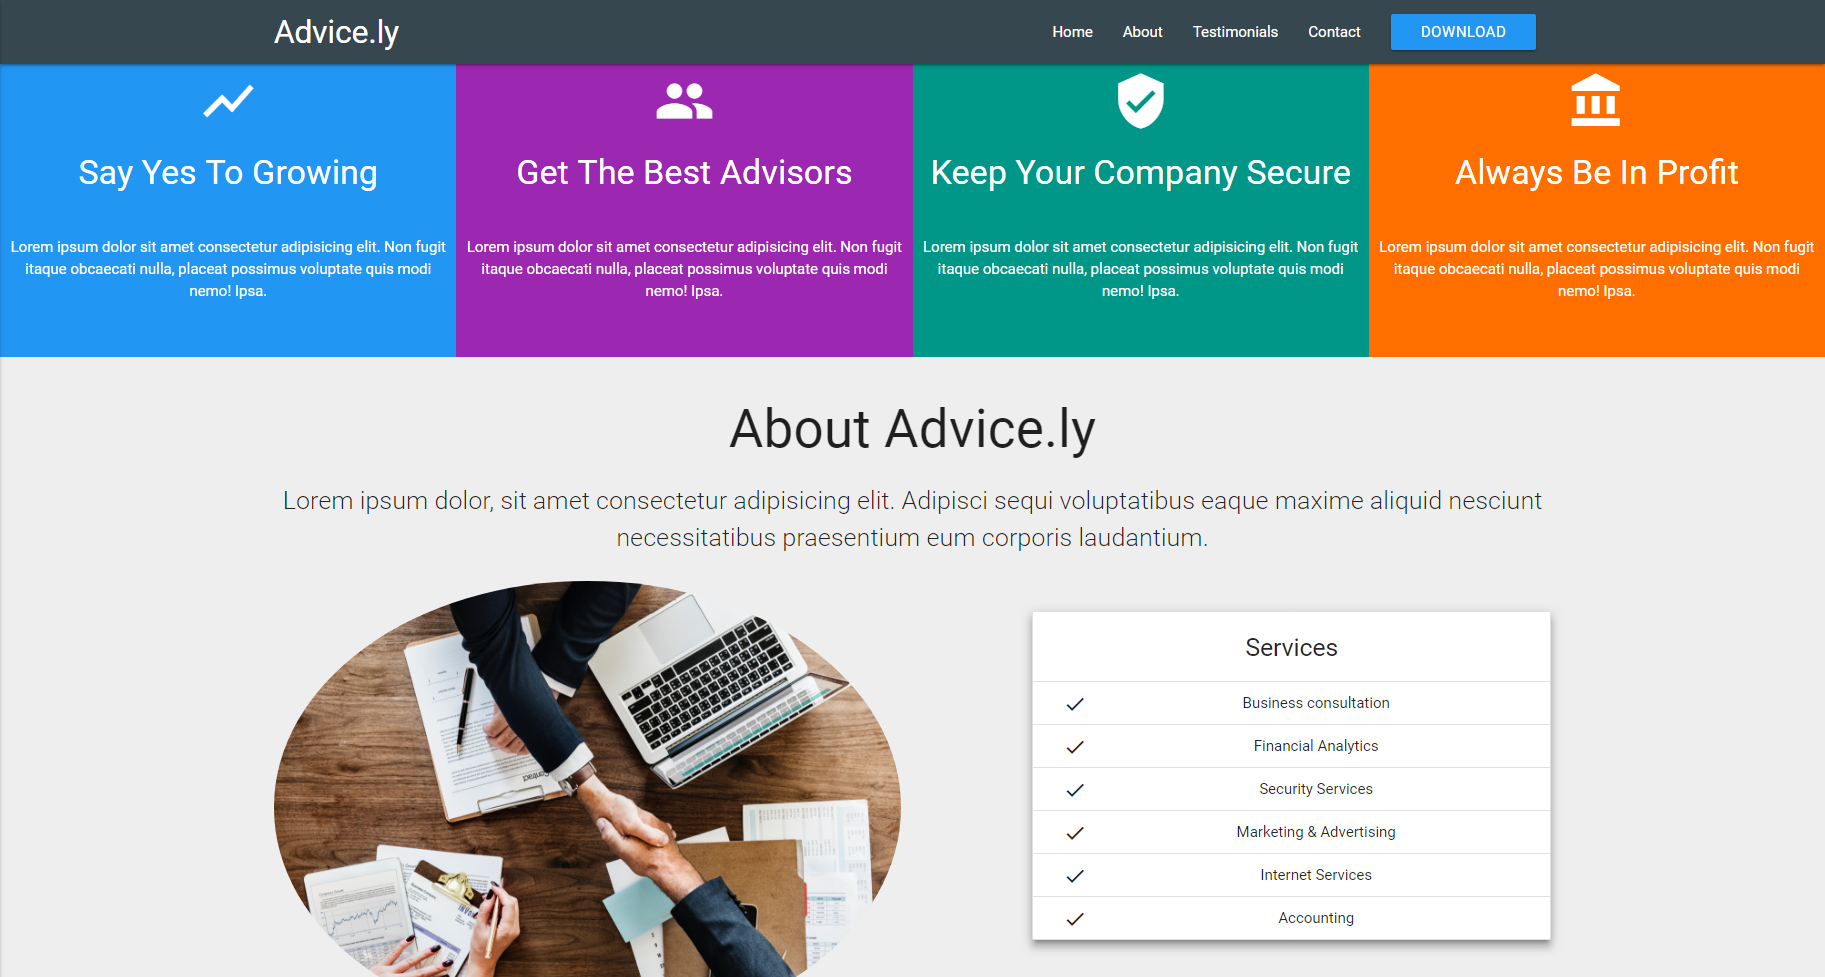 Advice.ly
Home
About
Testimonials
Contact
DOWNLOAD
Say Yes To Growing
Lorem ipsum dolor sit amet consectetur adipisicing elit. Non fugit
itaque obcaecati nulla, placeat possimus voluptate quis modi
nemo! Ipsa.
Get The Best Advisors
Lorem ipsum dolor sit amet consectetur adipisicing elit. Non fugit
itaque obcaecati nulla, placeat possimus voluptate quis modi
nemo! Ipsa.
Keep Your Company Secure
Lorem ipsum dolor sit amet consectetur adipisicing elit. Non fugit
itaque obcaecati nulla, placeat possimus voluptate quis modi
nemo! Ipsa.
Always Be In Profit
Lorem ipsum dolor sit amet consectetur adipisicing elit. Non fugit
itaque obcaecati nulla, placeat possimus voluptate quis modi
nemo! Ipsa.
About Advice.ly
Lorem ipsum dolor, sit amet consectetur adipisicing elit. Adipisci sequi voluptatibus eaque maxime aliquid nesciunt
necessitatibus praesentium eum corporis laudantium.
Contract
Services
Business consultation
Financial Analytics
Security Services
Marketing & Advertising
Internet Services
Accounting